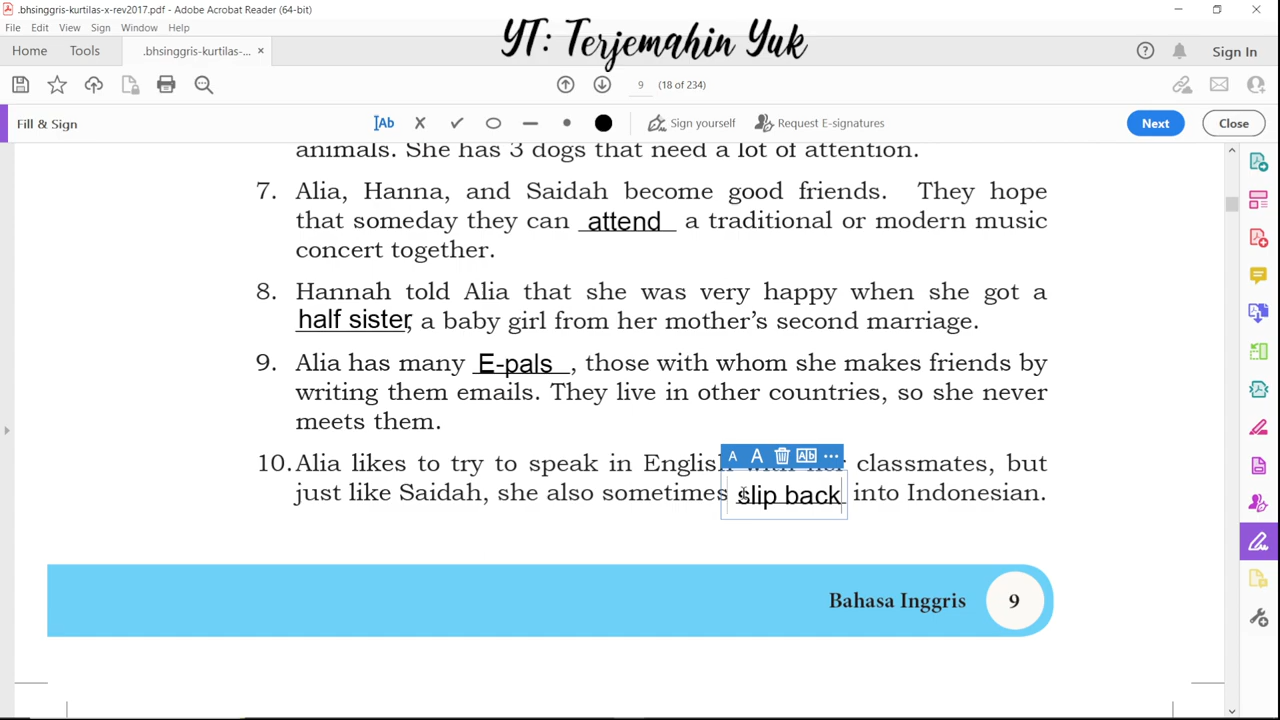 .bhsinggris-kurtilas-x-rev2017.pdf - Adobe Acrobat Reader (64-bit)
File Edit View Sign Window Help
YT: Terjemahin Yuk
Home Tools .bhsinggris-kurtilas-... × Sign In
9 (18 of 234)
Fill & Sign Ab Sign yourself Request E-signatures Next Close
animals. She has 3 dogs that need a lot of attention.
7. Alia, Hanna, and Saidah become good friends. They hope
that someday they can attend a traditional or modern music
concert together.
8. Hannah told Alia that she was very happy when she got a
half sister, a baby girl from her mother's second marriage.
9. Alia has many E-pals, those with whom she makes friends by
writing them emails. They live in other countries, so she never
meets them.
A A Ab ...
10. Alia likes to try to speak in English with her classmates, but
just like Saidah, she also sometimes slip back into Indonesian.
Bahasa Inggris 9